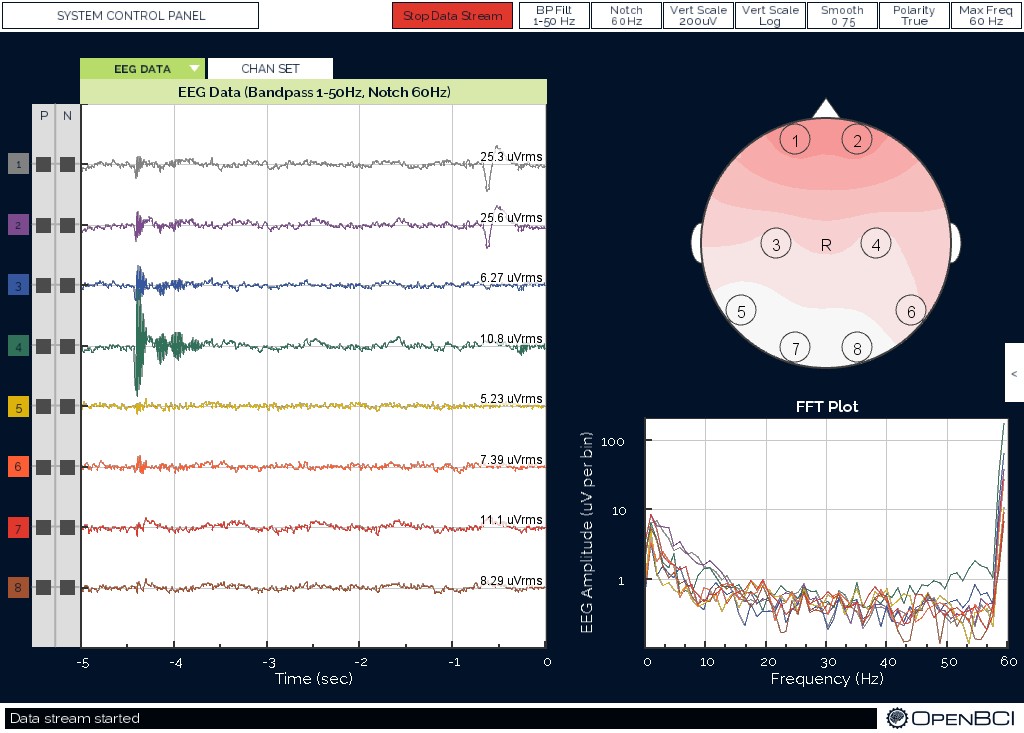 SYSTEM CONTROL PANEL
Stop Data Stream
BP Filt
1-50 Hz
Notch
60Hz
Vert Scale
200uV
Vert Scale
Log
Smooth
0.75
Polarity
True
Max Freq
60 Hz
EEG DATA
CHAN SET
EEG Data (Bandpass 1-50Hz, Notch 60Hz)
P N
1
25.3 uVrms
2
25.6 uVrms
3
6.27 uVrms
4
10.8 uVrms
5
5.23 uVrms
6
7.39 uVrms
7
11.1 uVrms
8
8.29 uVrms
-5 -4 -3 -2 -1 0
Time (sec)
1 2
3 R 4
5 6
7 8
<
FFT Plot
EEG Amplitude (uV per bin)
100
10
1
0 10 20 30 40 50 60
Frequency (Hz)
Data stream started
OPENBCI